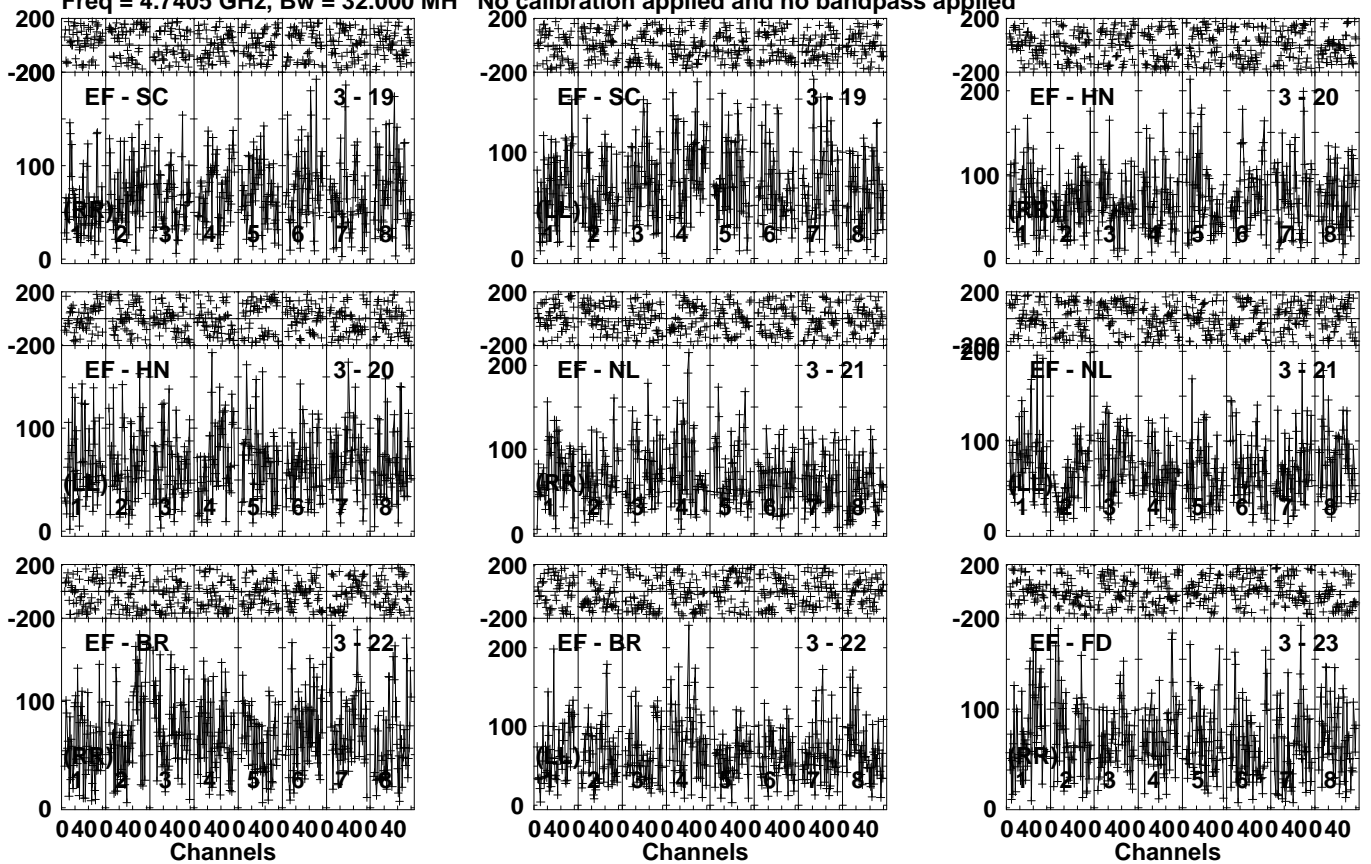 Freq = 4.7405 GHz, Bw = 32.000 MH No calibration applied and no bandpass applied
200 200 200
-200 -200 -200
EF - SC 3 - 19 EF - SC 3 - 19 200 EF - HN 3 - 20
100 100 100
(RR) (LL) (RR)
1 2 3 4 5 6 7 8 1 2 3 4 5 6 7 8 1 2 3 4 5 6 7 8
0 0 0
200 200 200
-200 -200 -200
EF - HN 3 - 20 200 EF - NL 3 - 21 200 EF - NL 3 - 21
100 100 100
(LL) (RR) (LL)
1 2 3 4 5 6 7 8 1 2 3 4 5 6 7 8 1 2 3 4 5 6 7 8
0 0 0
200 200 200
-200 -200 -200
EF - BR 3 - 22 200 EF - BR 3 - 22 EF - FD 3 - 23
100 100 100
(RR) (LL) (RR)
1 2 3 4 5 6 7 8 1 2 3 4 5 6 7 8 1 2 3 4 5 6 7 8
0 0 0
0 40 0 40 0 40 0 40 0 40 0 40 0 40 0 40 0 40 0 40 0 40 0 40 0 40 0 40 0 40 0 40 0 40 0 40 0 40 0 40 0 40 0 40 0 40 0 40
Channels Channels Channels